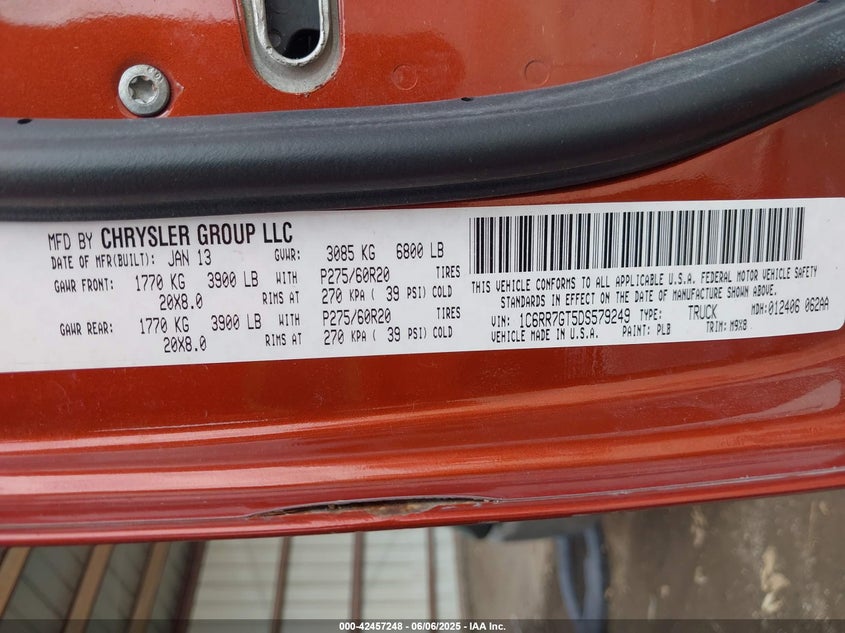 MFD BY CHRYSLER GROUP LLC
DATE OF MFR(BUILT): JAN 13 GVWR: 3085 KG 6800 LB
GAWR FRONT: 1770 KG 3900 LB WITH P275/60R20 TIRES
20X8.0 RIMS AT 270 KPA ( 39 PSI) COLD
GAWR REAR: 1770 KG 3900 LB WITH P275/60R20 TIRES
20X8.0 RIMS AT 270 KPA ( 39 PSI) COLD
THIS VEHICLE CONFORMS TO ALL APPLICABLE U.S.A. FEDERAL MOTOR VEHICLE SAFETY
STANDARDS IN EFFECT ON THE DATE OF MANUFACTURE SHOWN ABOVE.
VIN: 1C6RR7GT5DS579249 TYPE: TRUCK MDH:012406 062AA
VEHICLE MADE IN U.S.A. PAINT: PLB TRIM: M9X8
000-42457248 - 06/06/2025 - IAA Inc.